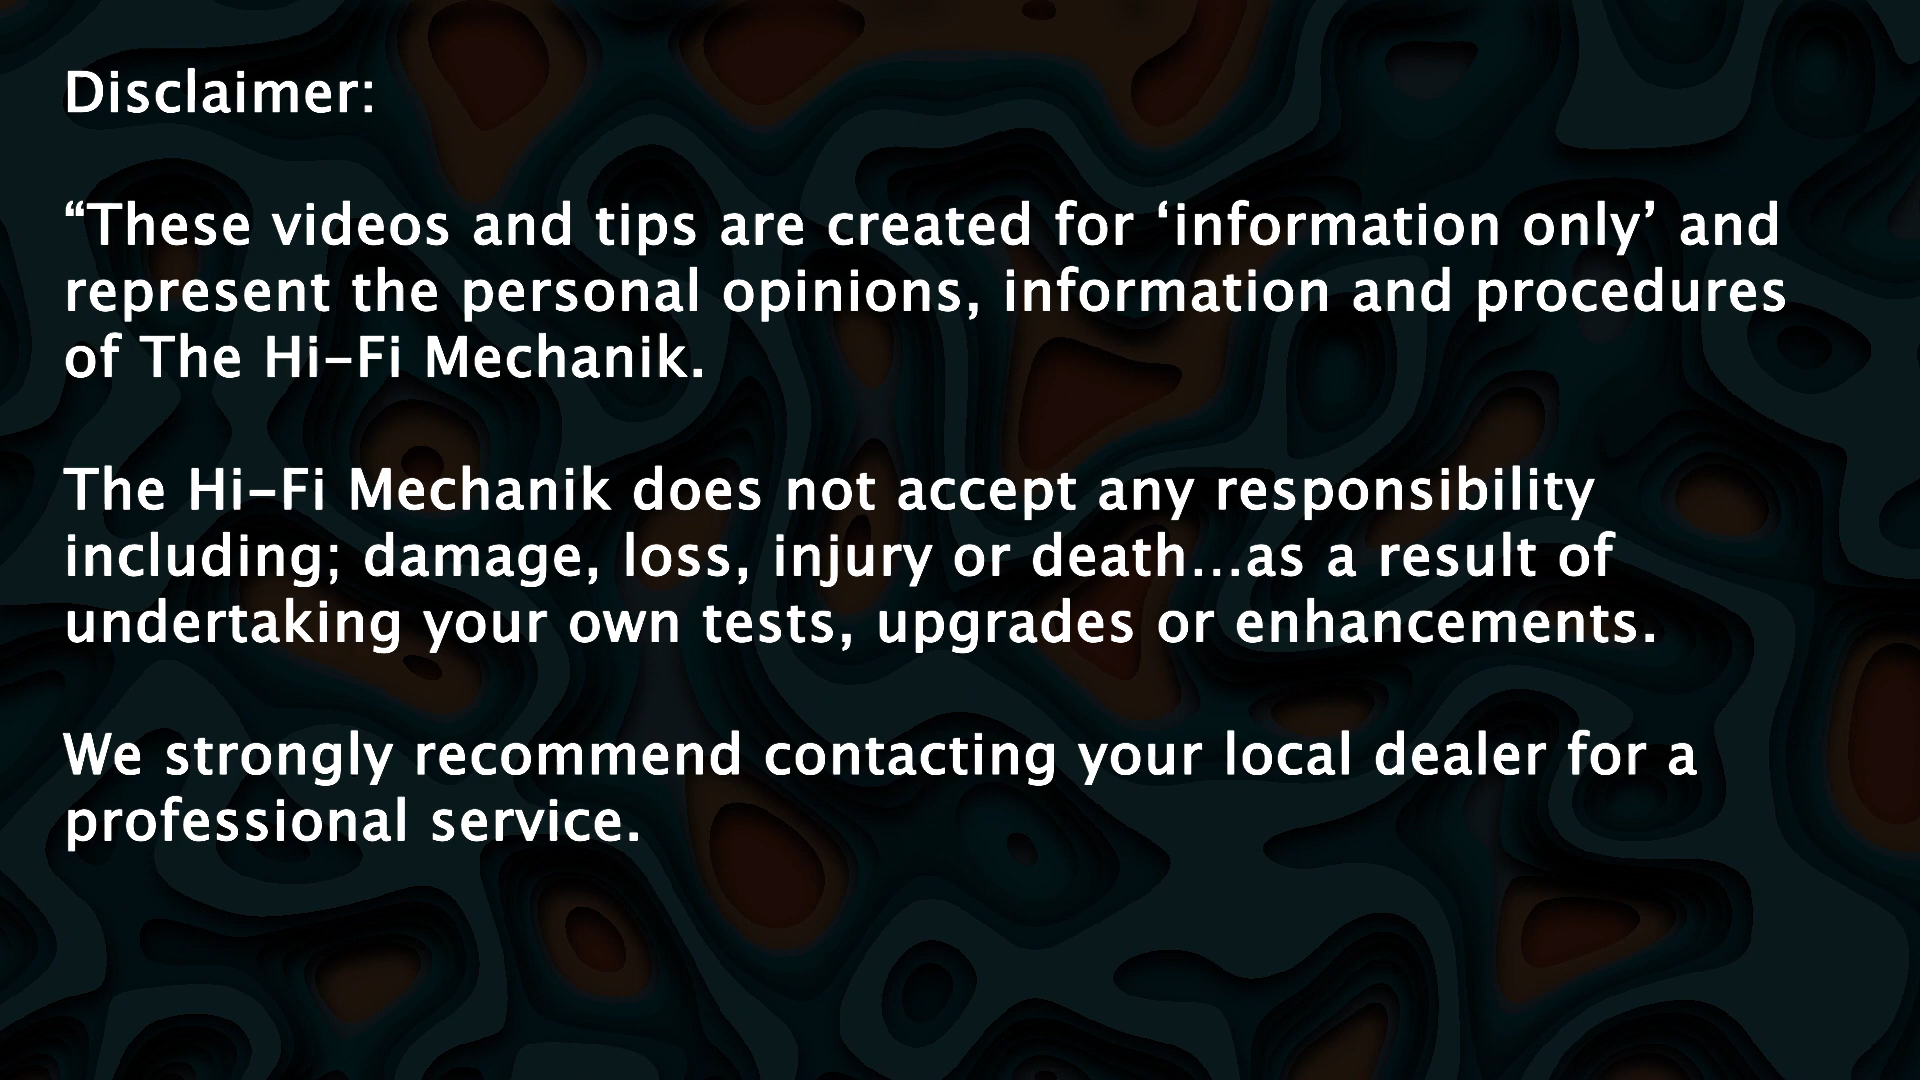 Disclaimer:
“These videos and tips are created for ‘information only’ and
represent the personal opinions, information and procedures
of The Hi–Fi Mechanik.
The Hi–Fi Mechanik does not accept any responsibility
including; damage, loss, injury or death...as a result of
undertaking your own tests, upgrades or enhancements.
We strongly recommend contacting your local dealer for a
professional service.